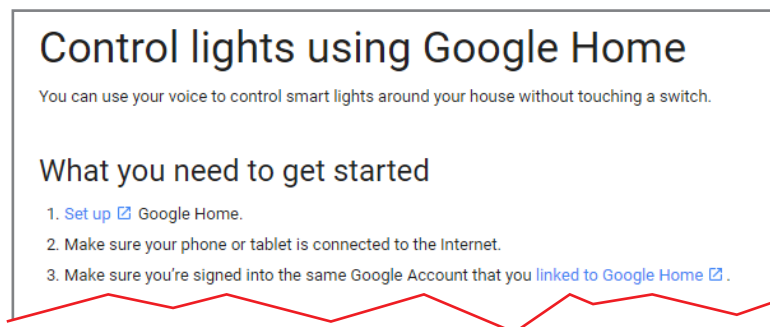 Control lights using Google Home
You can use your voice to control smart lights around your house without touching a switch.
What you need to get started
1. Set up Google Home.
2. Make sure your phone or tablet is connected to the Internet.
3. Make sure you're signed into the same Google Account that you linked to Google Home .